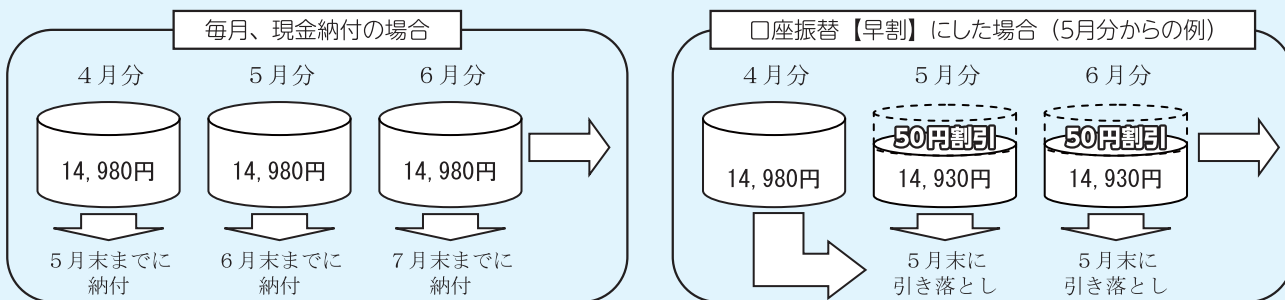 毎月、現金納付の場合
4月分
5月分
6月分
14,980円
14,980円
14,980円
5月末までに
納付
6月末までに
納付
7月末までに
納付
口座振替【早割】にした場合（5月分からの例）
4月分
5月分
6月分
50円割引
50円割引
14,980円
14,930円
14,930円
5月末に
引き落とし
5月末に
引き落とし